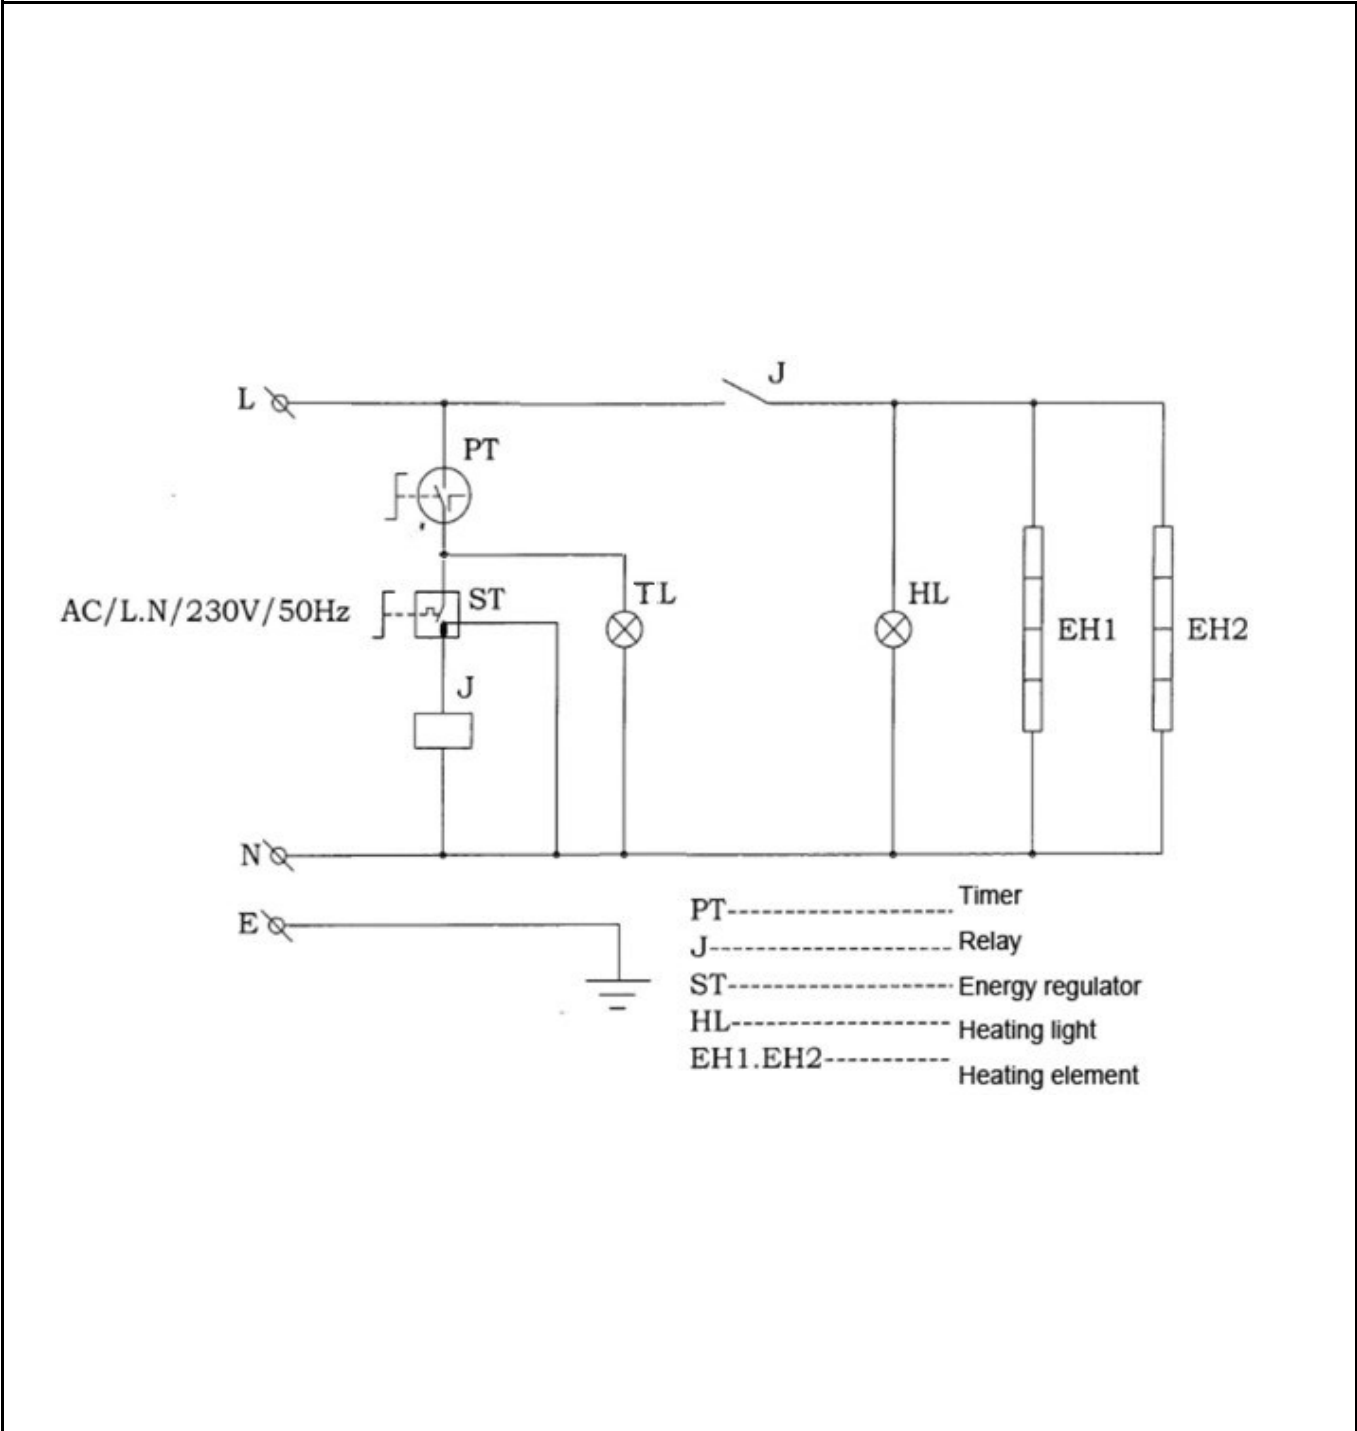 J
L
PT
AC/L.N/230V/50Hz
ST
TL
HL
EH1
EH2
J
N
E
PT Timer
J Relay
ST Energy regulator
HL Heating light
EH1.EH2 Heating element